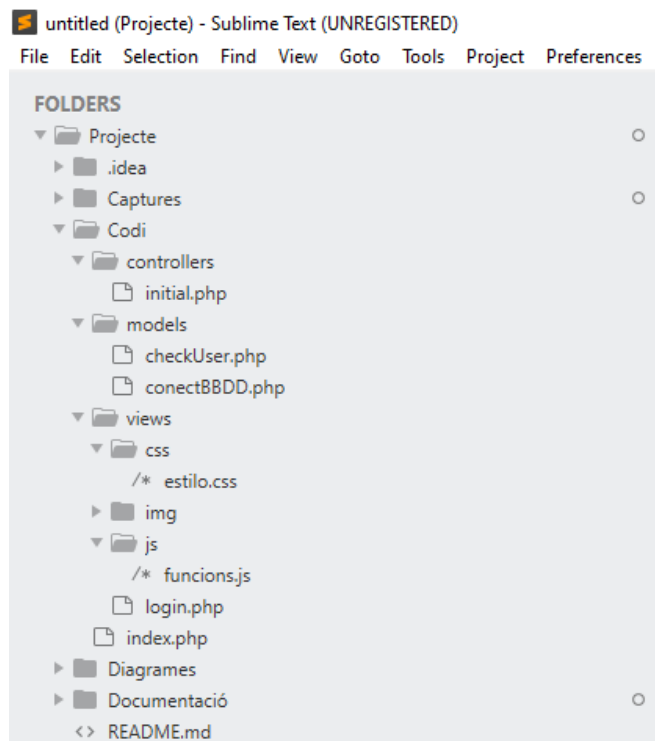 untitled (Projecte) - Sublime Text (UNREGISTERED)
File Edit Selection Find View Goto Tools Project Preferences
FOLDERS
Projecte
.idea
Captures
Codi
controllers
initial.php
models
checkUser.php
conectBBDD.php
views
css
/* estilo.css
img
js
/* funcions.js
login.php
index.php
Diagrames
Documentació
<> README.md